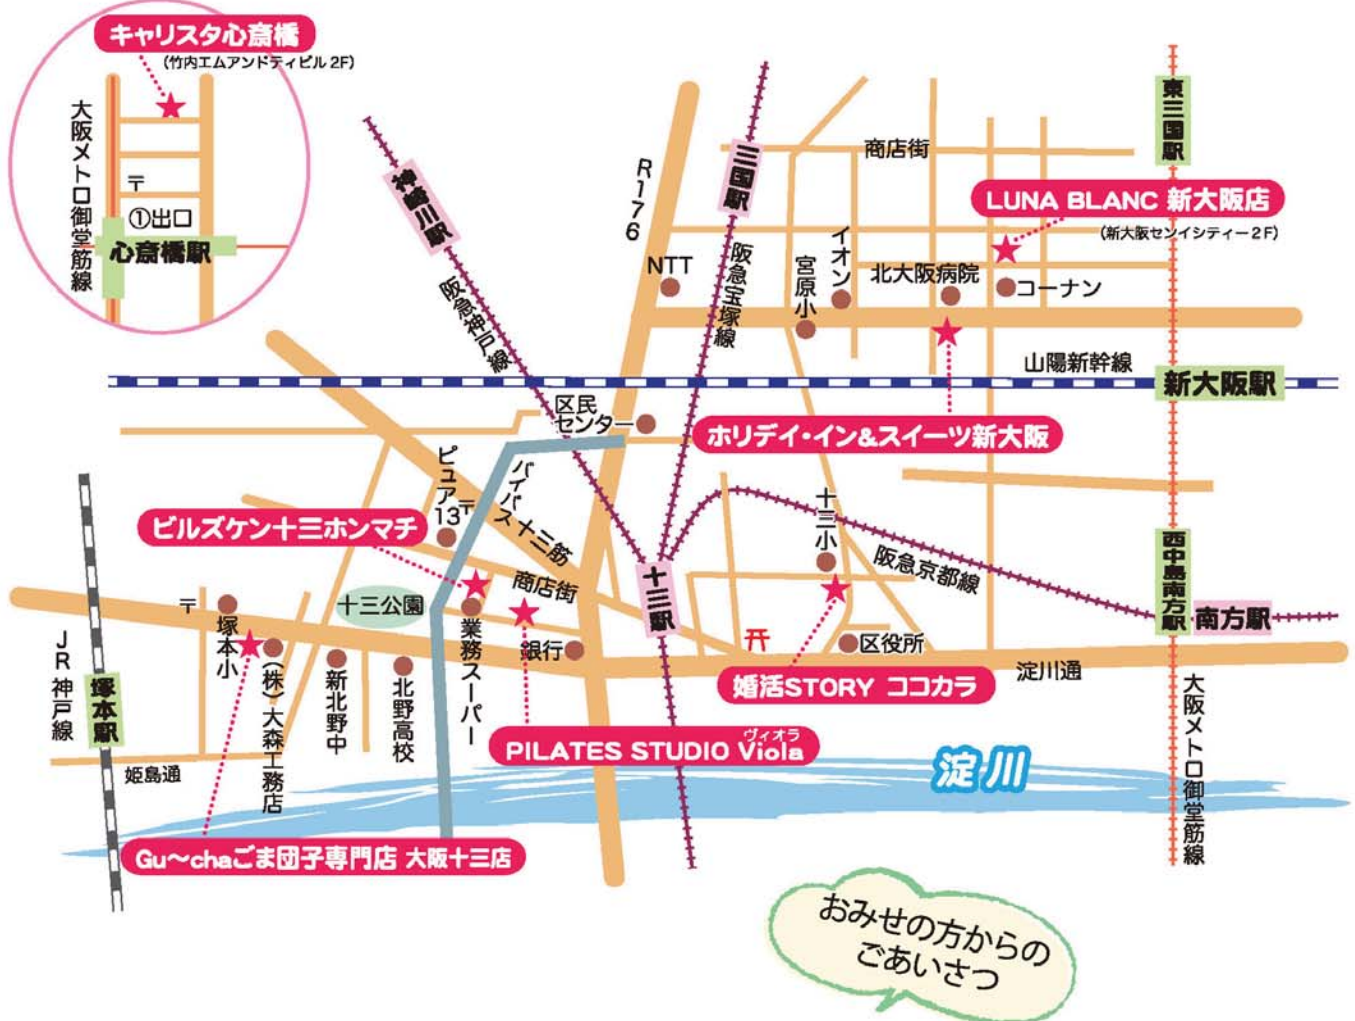 キャリスタ心斎橋
(竹内エムアンドティビル2F)
大阪メトロ御堂筋線
〒
①出口
心斎橋駅
神崎川駅
阪急神戸線
R176
三国駅
阪急宝塚線
NTT
商店街
東三国駅
LUNA BLANC 新大阪店
(新大阪センイシティー2F)
イオン
宮原小
北大阪病院
コーナン
山陽新幹線
新大阪駅
ホリデイ・イン&スイーツ新大阪
区民
センター
ピュア13
〒
バイパス
十三筋
ビルズケン十三ホンマチ
商店街
十三公園
十三駅
十三小
阪急京都線
西中島南方駅
南方駅
〒
塚本小
(株)大森工務店
新北野中
北野高校
業務スーパー
銀行
区役所
婚活STORY ココカラ
淀川通
JR神戸線
塚本駅
姫島通
ヴィオラ
PILATES STUDIO Viola
淀川
大阪メトロ御堂筋線
Gu〜chaごま団子専門店 大阪十三店
おみせの方からの
ごあいさつ